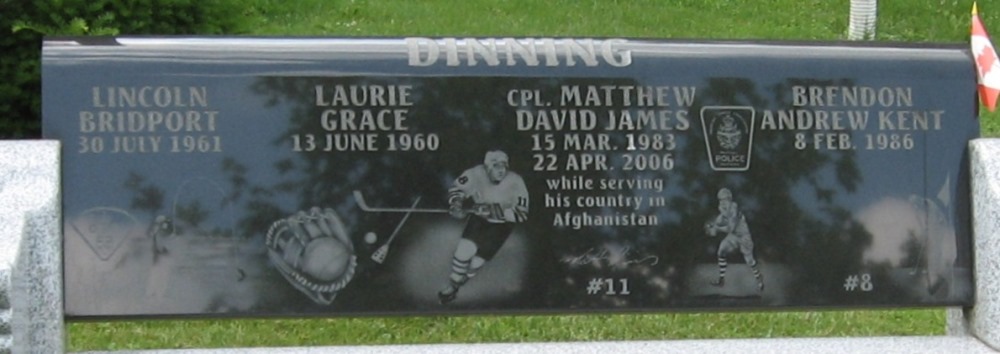 DINNING
LINCOLN
BRIDPORT
30 JULY 1961
LAURIE
GRACE
13 JUNE 1960
CPL. MATTHEW
DAVID JAMES
15 MAR. 1983
22 APR. 2006
while serving
his country in
Afghanistan
#11
POLICE
BRENDON
ANDREW KENT
8 FEB. 1986
#8